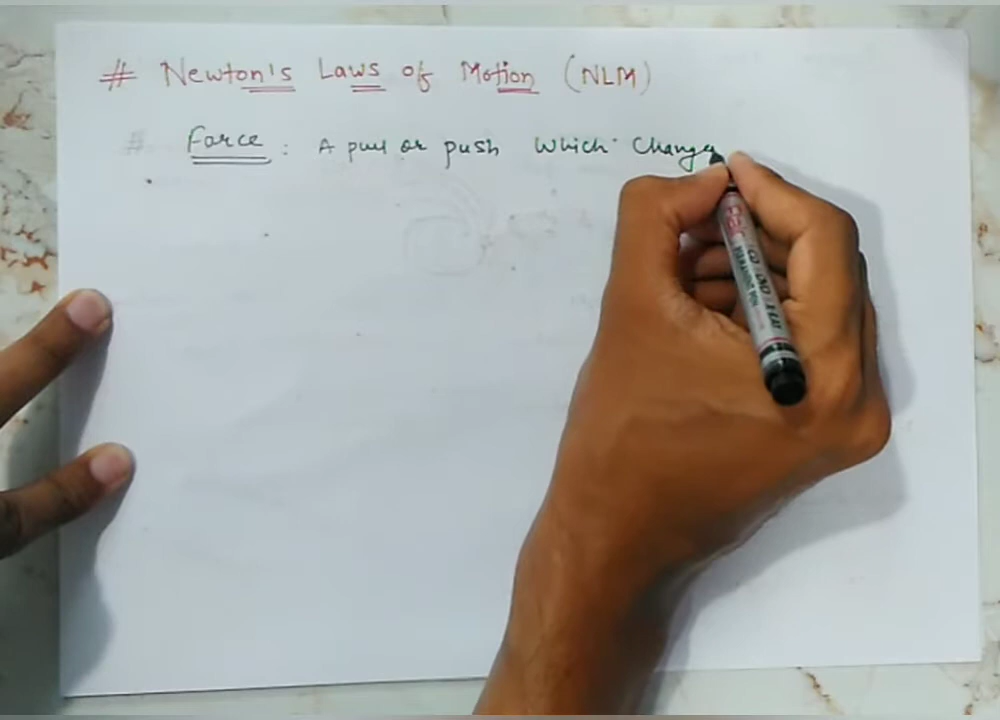 # Newton's Laws of Motion (NLM)
# Force : A pull or push which change